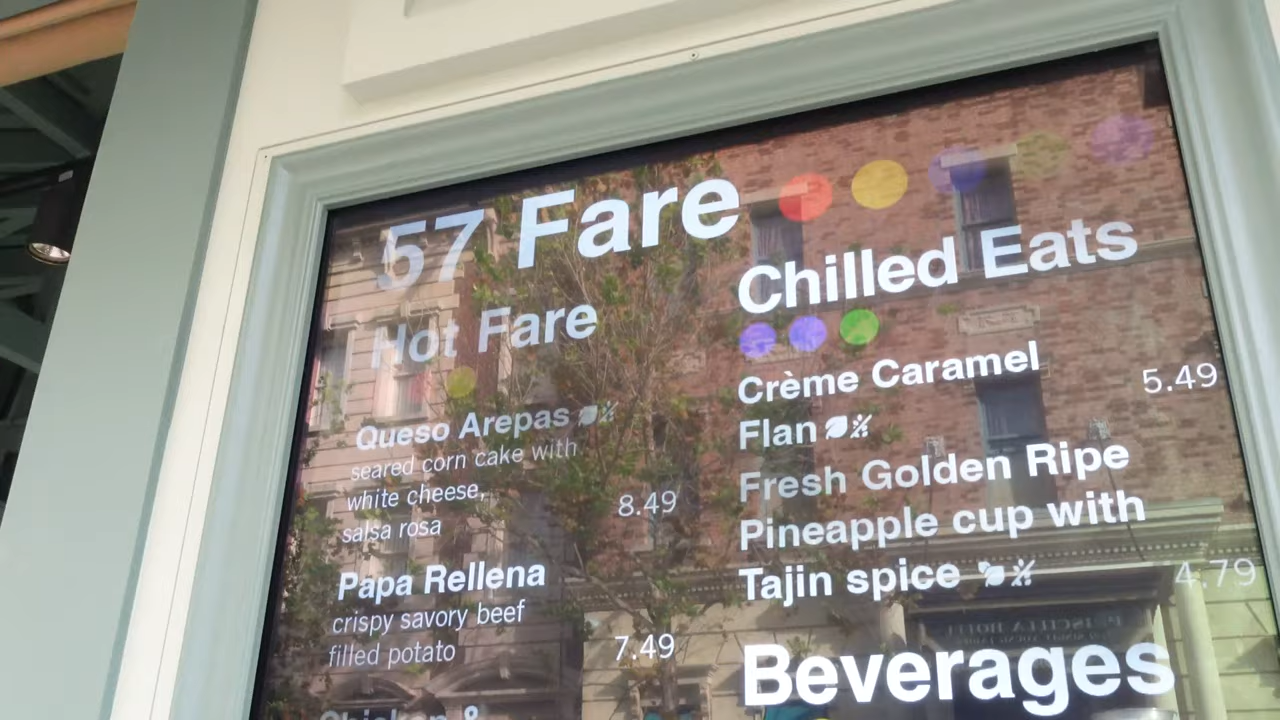 57 Fare
Hot Fare
Queso Arepas
seared corn cake with
white cheese,
salsa rosa
8.49
Papa Rellena
crispy savory beef
filled potato
7.49
Chicken &
Chilled Eats
Crème Caramel
Flan
5.49
Fresh Golden Ripe
Pineapple cup with
Tajin spice
4.79
Beverages